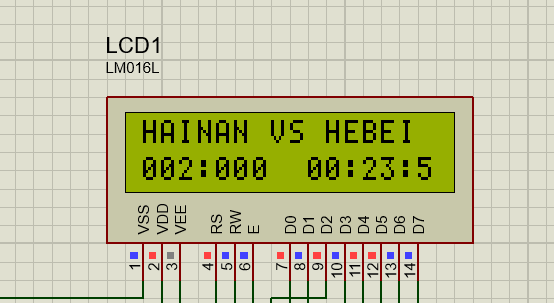 LCD1
LM016L
HAINAN VS HEBEI
002:000 00:23:5
VSS VDD VEE RS RW E D0 D1 D2 D3 D4 D5 D6 D7
1 2 3 4 5 6 7 8 9 10 11 12 13 14